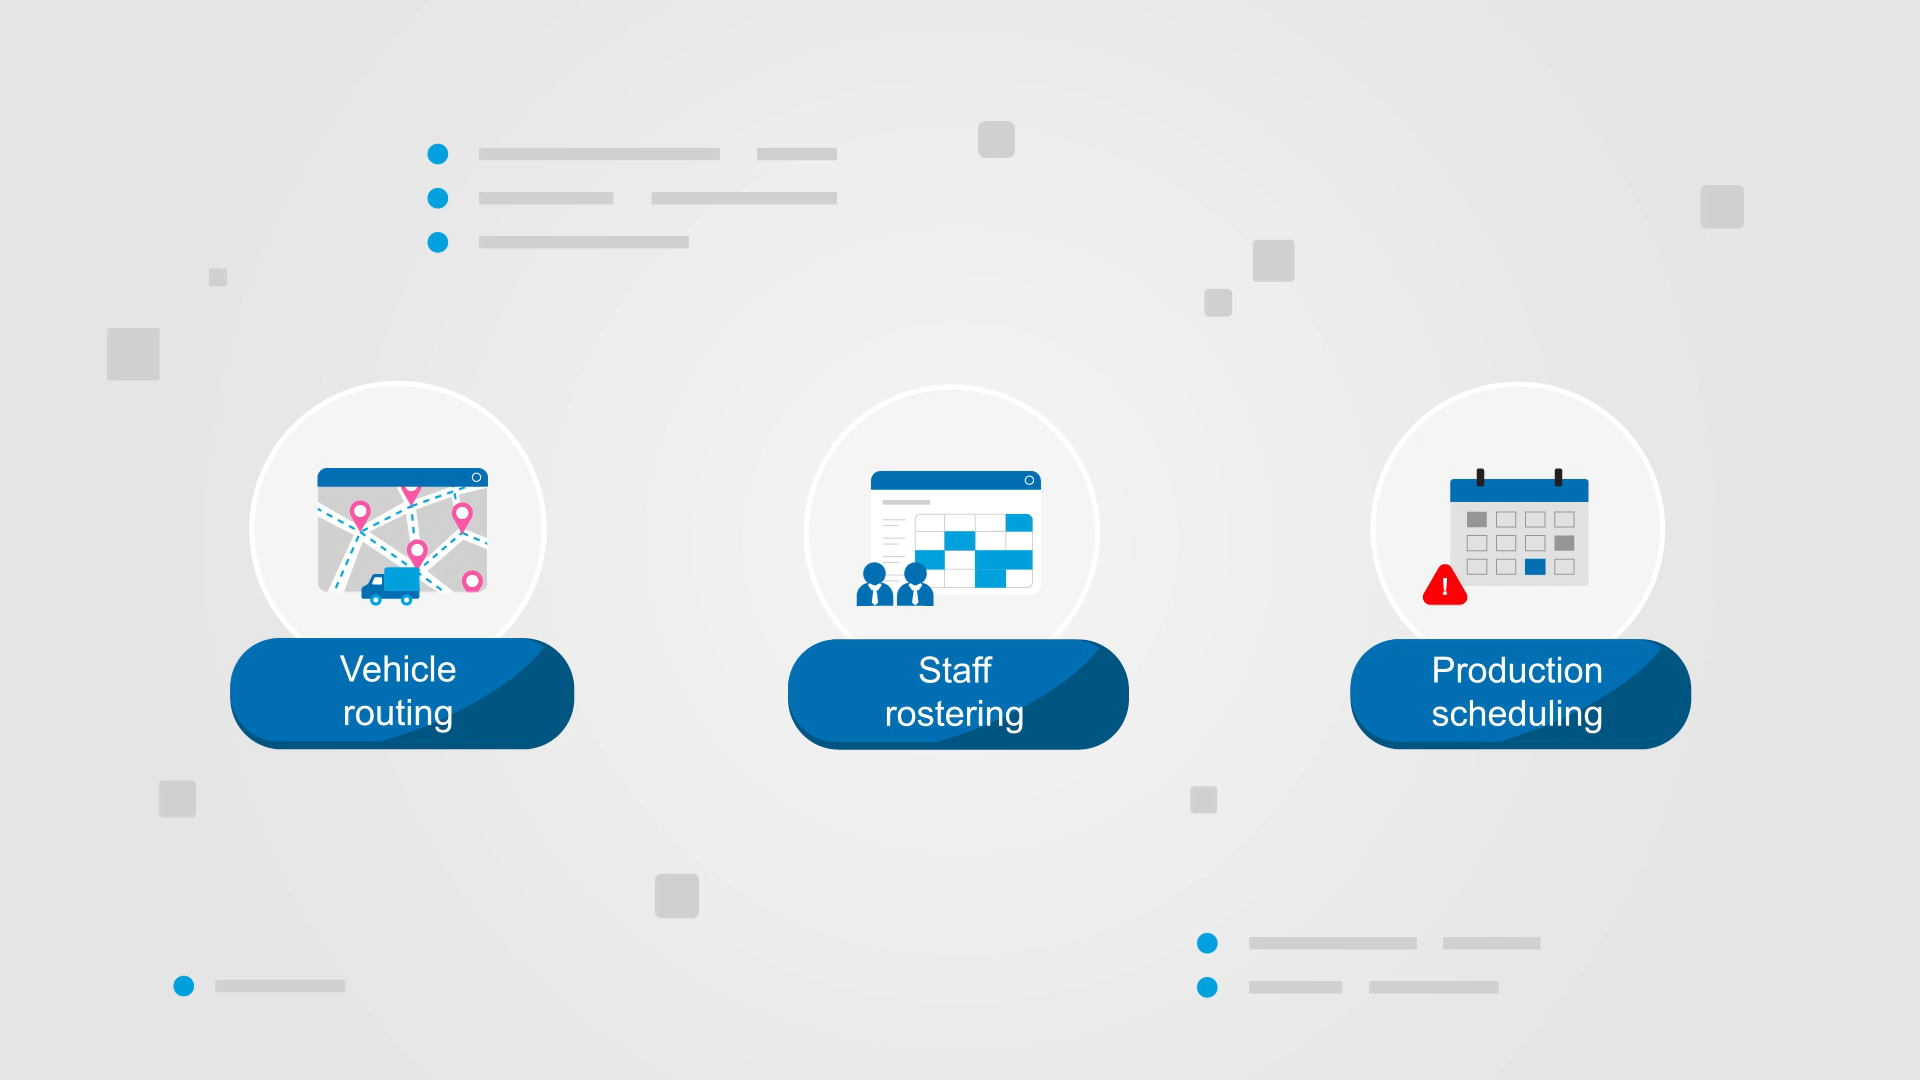 Vehicle
routing
Staff
rostering
Production
scheduling
!